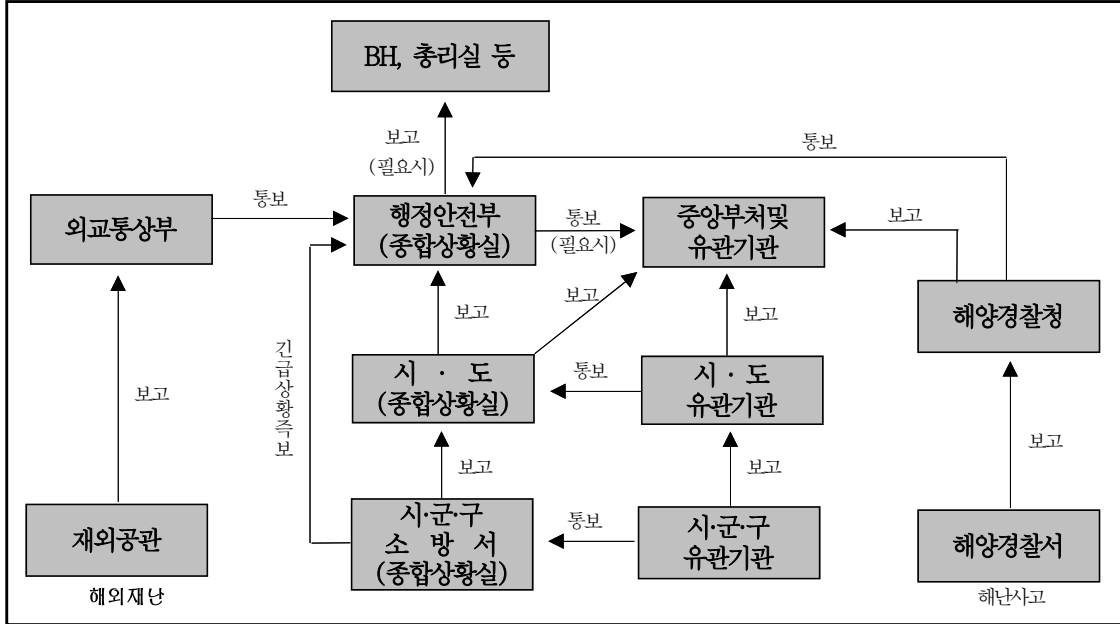 BH, 총리실 등
보고
(필요시)
통보
외교통상부
통보
행정안전부
(종합상황실)
통보
(필요시)
중앙부처및
유관기관
보고
해양경찰청
보고
보고
보고
긴급상황즉보
시 · 도
(종합상황실)
통보
시 · 도
유관기관
보고
보고
보고
보고
재외공관
시·군·구
소 방 서
(종합상황실)
통보
시·군·구
유관기관
해양경찰서
해외재난
해난사고